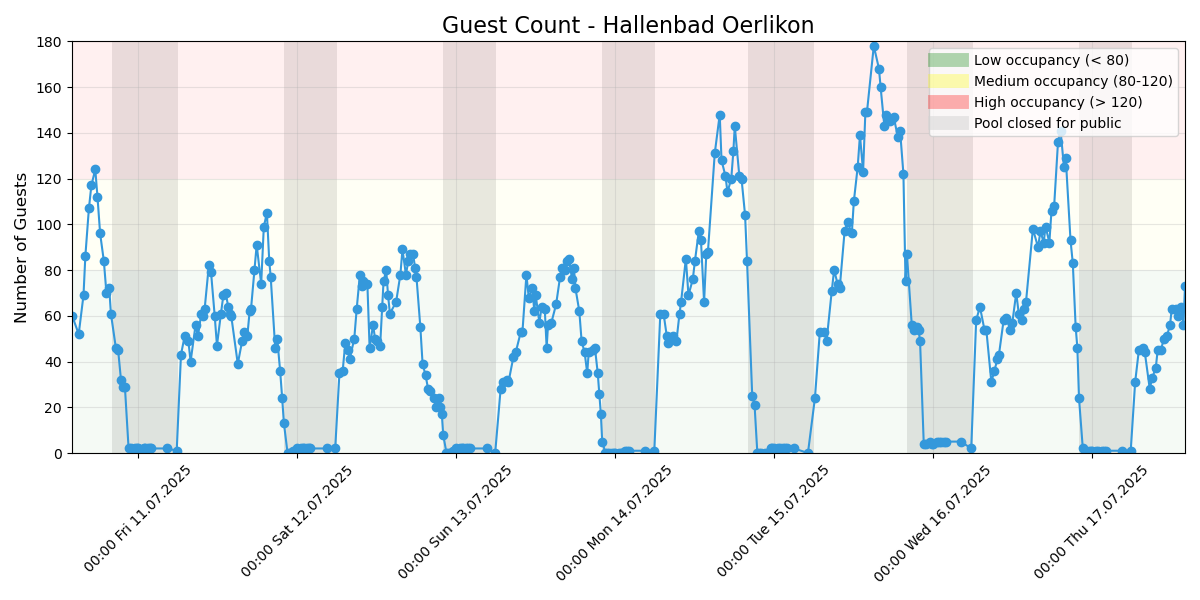 Guest Count - Hallenbad Oerlikon
Number of Guests
180
160
140
120
100
80
60
40
20
0
Low occupancy (< 80)
Medium occupancy (80-120)
High occupancy (> 120)
Pool closed for public
00:00 Fri 11.07.2025
00:00 Sat 12.07.2025
00:00 Sun 13.07.2025
00:00 Mon 14.07.2025
00:00 Tue 15.07.2025
00:00 Wed 16.07.2025
00:00 Thu 17.07.2025